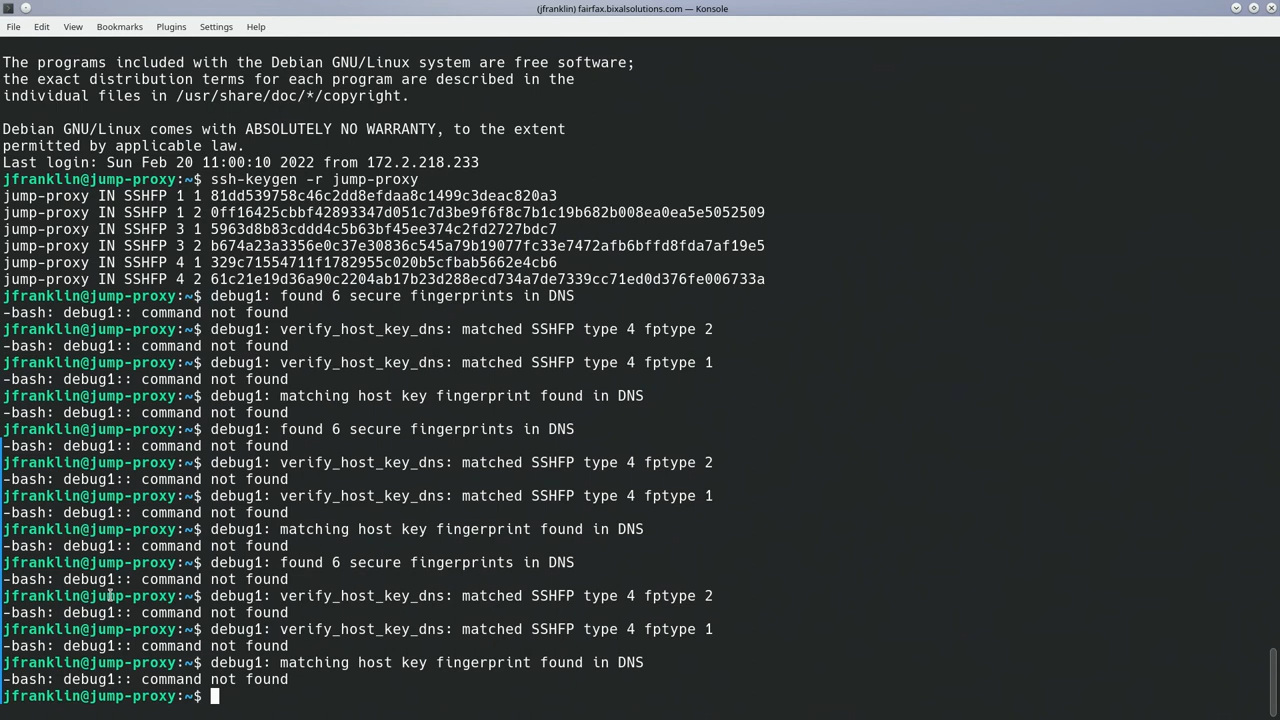 (jfranklin) fairfax.bixalsolutions.com — Konsole
File Edit View Bookmarks Plugins Settings Help
The programs included with the Debian GNU/Linux system are free software;
the exact distribution terms for each program are described in the
individual files in /usr/share/doc/*/copyright.
Debian GNU/Linux comes with ABSOLUTELY NO WARRANTY, to the extent
permitted by applicable law.
Last login: Sun Feb 20 11:00:10 2022 from 172.2.218.233
jfranklin@jump-proxy:~$ ssh-keygen -r jump-proxy
jump-proxy IN SSHFP 1 1 81dd539758c46c2dd8efdaa8c1499c3deac820a3
jump-proxy IN SSHFP 1 2 0ff16425cbbf42893347d051c7d3be9f6f8c7b1c19b682b008ea0ea5e5052509
jump-proxy IN SSHFP 3 1 5963d8b83cddd4c5b63bf45ee374c2fd2727bdc7
jump-proxy IN SSHFP 3 2 b674a23a3356e0c37e30836c545a79b19077fc33e7472afb6bffd8fda7af19e5
jump-proxy IN SSHFP 4 1 329c71554711f1782955c020b5cfbab5662e4cb6
jump-proxy IN SSHFP 4 2 61c21e19d36a90c2204ab17b23d288ecd734a7de7339cc71ed0d376fe006733a
jfranklin@jump-proxy:~$ debug1: found 6 secure fingerprints in DNS
-bash: debug1:: command not found
jfranklin@jump-proxy:~$ debug1: verify_host_key_dns: matched SSHFP type 4 fptype 2
-bash: debug1:: command not found
jfranklin@jump-proxy:~$ debug1: verify_host_key_dns: matched SSHFP type 4 fptype 1
-bash: debug1:: command not found
jfranklin@jump-proxy:~$ debug1: matching host key fingerprint found in DNS
-bash: debug1:: command not found
jfranklin@jump-proxy:~$ debug1: found 6 secure fingerprints in DNS
-bash: debug1:: command not found
jfranklin@jump-proxy:~$ debug1: verify_host_key_dns: matched SSHFP type 4 fptype 2
-bash: debug1:: command not found
jfranklin@jump-proxy:~$ debug1: verify_host_key_dns: matched SSHFP type 4 fptype 1
-bash: debug1:: command not found
jfranklin@jump-proxy:~$ debug1: matching host key fingerprint found in DNS
-bash: debug1:: command not found
jfranklin@jump-proxy:~$ debug1: found 6 secure fingerprints in DNS
-bash: debug1:: command not found
jfranklin@jump-proxy:~$ debug1: verify_host_key_dns: matched SSHFP type 4 fptype 2
-bash: debug1:: command not found
jfranklin@jump-proxy:~$ debug1: verify_host_key_dns: matched SSHFP type 4 fptype 1
-bash: debug1:: command not found
jfranklin@jump-proxy:~$ debug1: matching host key fingerprint found in DNS
-bash: debug1:: command not found
jfranklin@jump-proxy:~$